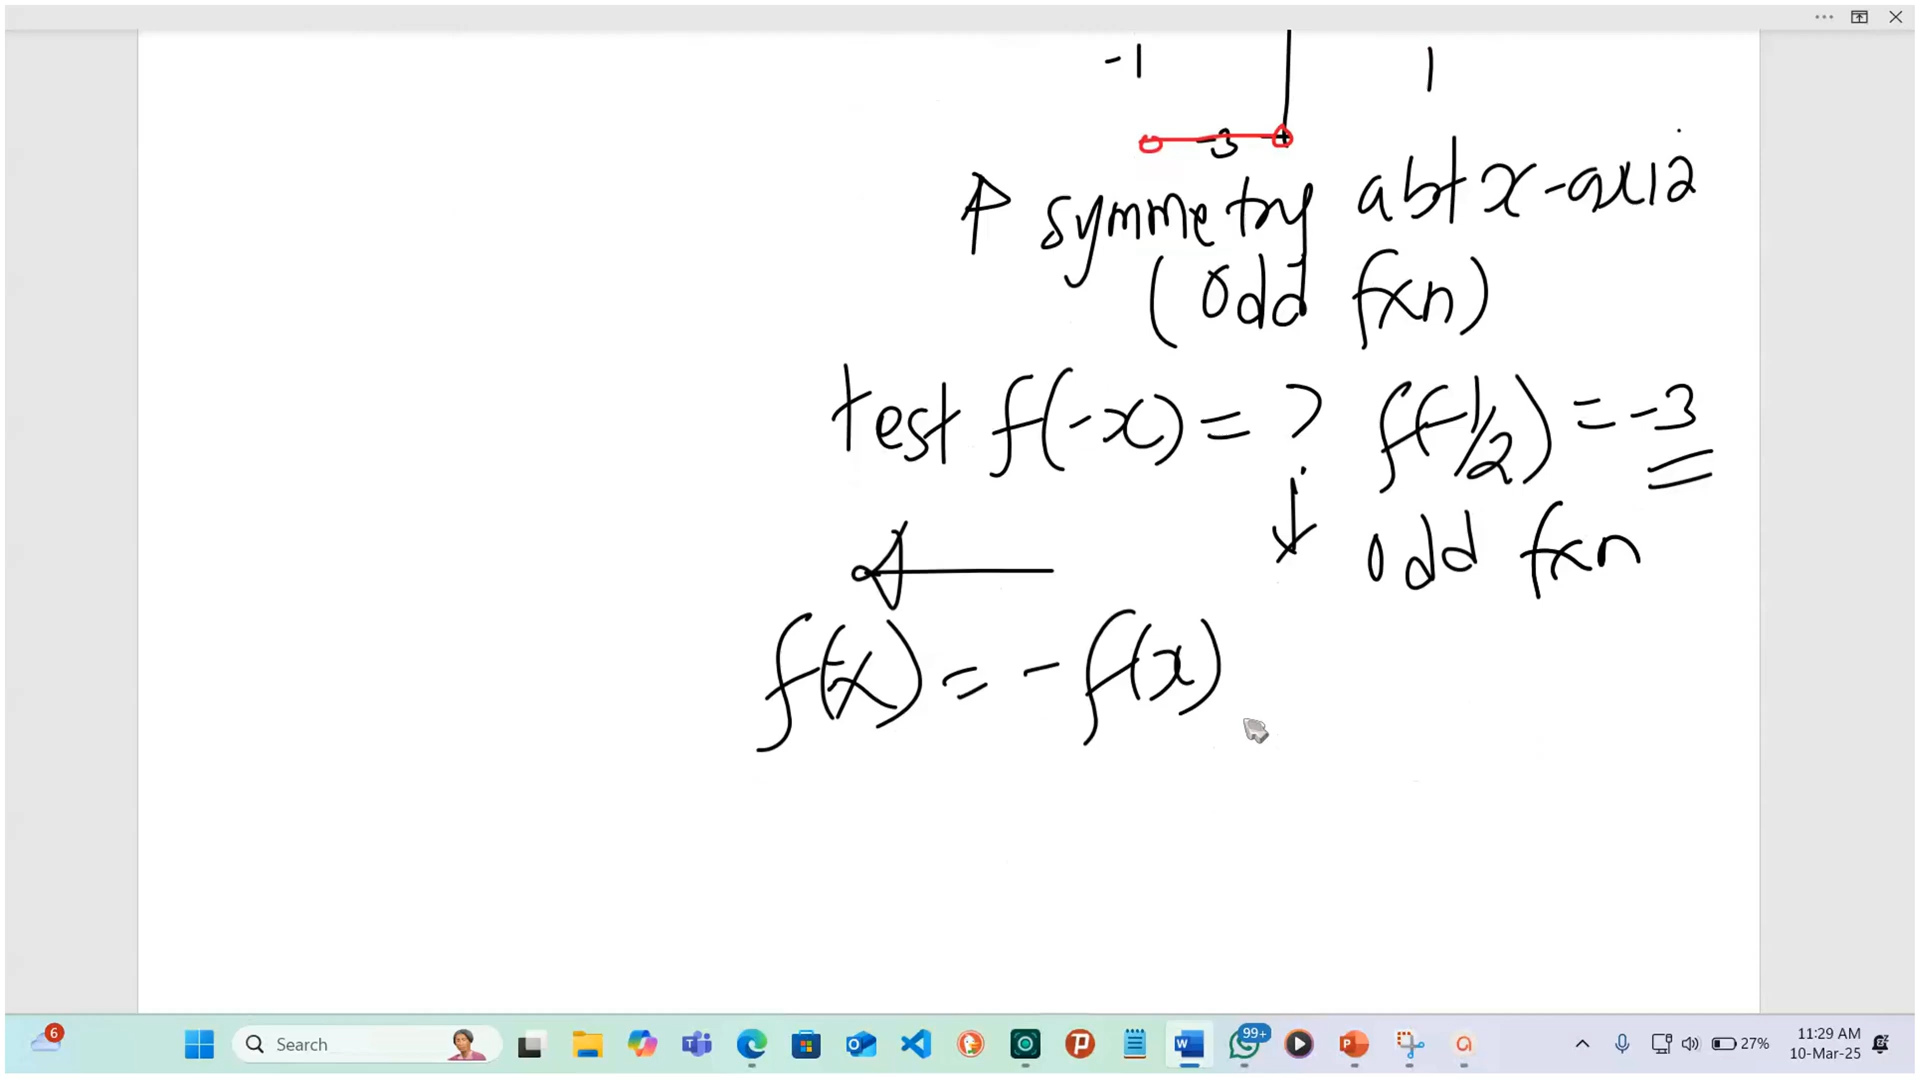 -1 1
-3
symmetry abt x-axis
(Odd fxn)
test f(-x) = ? f(-1/2) = -3
Odd fxn
f(-x) = - f(x)
6
Search
99+
27%
11:29 AM
10-Mar-25